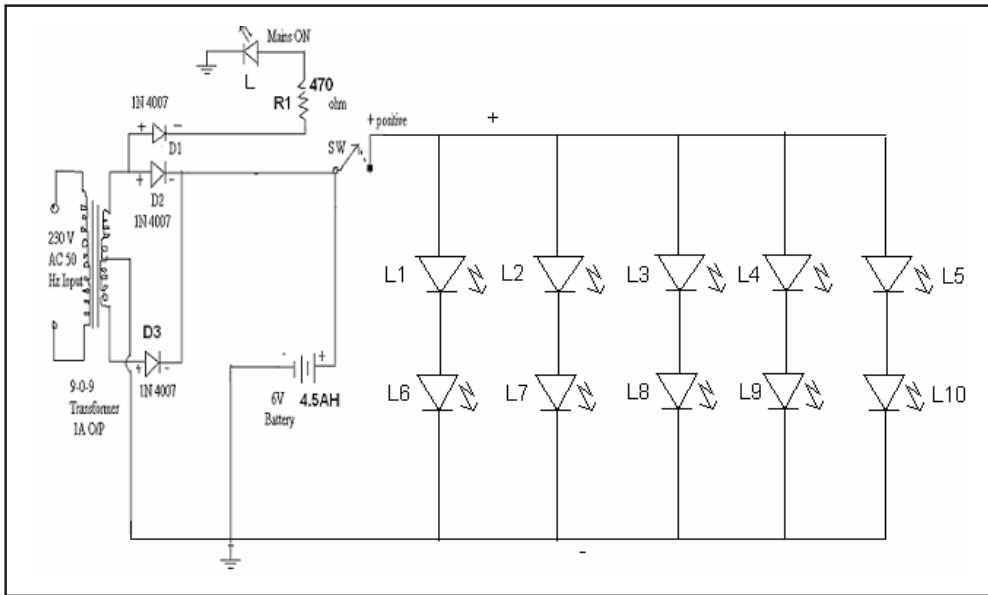 Mains ON
L
470
R1
ohm
1N 4007
+ -
D1
+ positive
+
SW
+ -
D2
1N 4007
230 V
AC 50
Hz Input
L1
L2
L3
L4
L5
D3
+ -
1N 4007
- +
9-0-9
Transformer
1A O/P
6V
4.5AH
Battery
L6
L7
L8
L9
L10
-